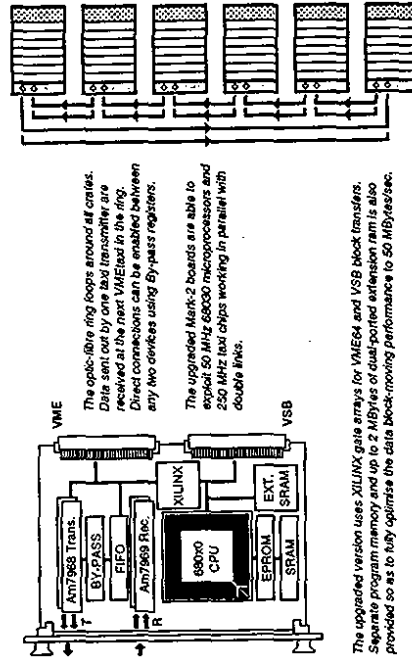 VME
Am7968 Trans.
BY-PASS
FIFO
Am7969 Rec.
T
R
XILINX
680x0
CPU
EPROM
SRAM
EXT.
SRAM
VSB
The optic-fibre ring loops around all crates.
Data sent out by one taxi transmitter are
received at the next VMEtaxi in the ring.
Direct connections can be enabled between
any two devices using By-pass registers.
The upgraded Mark-2 boards are able to
exploit 50 MHz 68030 microprocessors and
250 MHz taxi chips working in parallel with
double links.
The upgraded version uses XILINX gate arrays for VME64 and VSB block transfers.
Separate program memory and up to 2 MBytes of dual-ported extension ram is also
provided so as to fully optimise the data block-moving performance to 50 MBytes/sec.